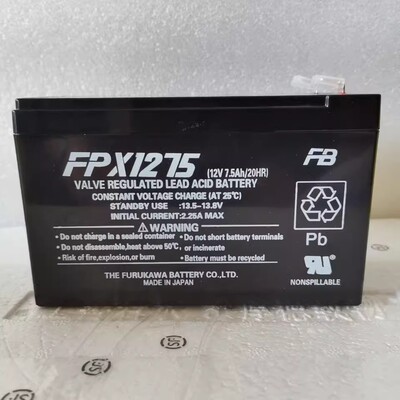 FPX1275 (12V 7.5Ah/20HR)
FB
VALVE REGULATED LEAD ACID BATTERY
CONSTANT VOLTAGE CHARGE (AT 25℃)
STANDBY USE :13.5-13.8V
INITIAL CURRENT:2.25A MAX
WARNING
•Do not charge in a sealed container
•Do not short battery terminals
•Do not disassemble,heat above 50℃, or incinerate
•Risk of fire,explosion,or burn
•Battery must be recycled
THE FURUKAWA BATTERY CO.,LTD.
MADE IN JAPAN
Pb
NONSPILLABLE